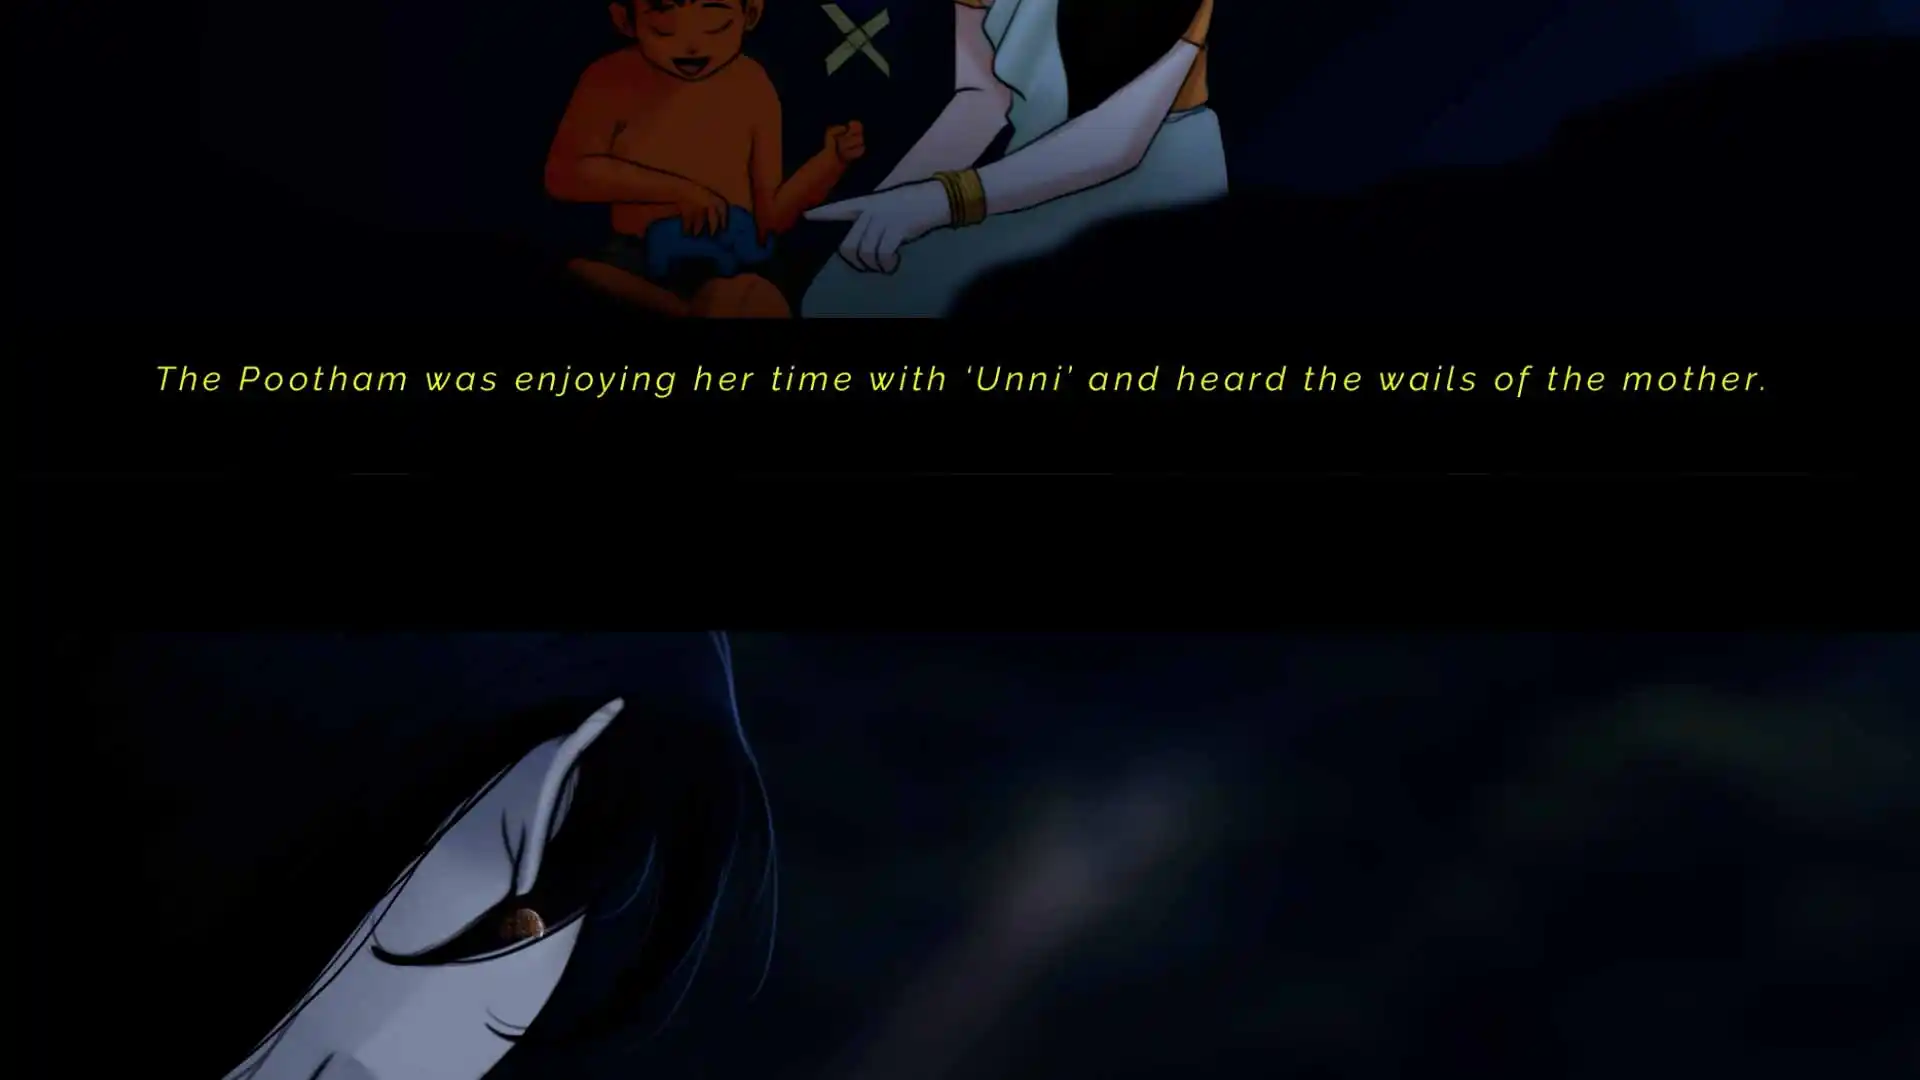 The Pootham was enjoying her time with ‘Unni’ and heard the wails of the mother.